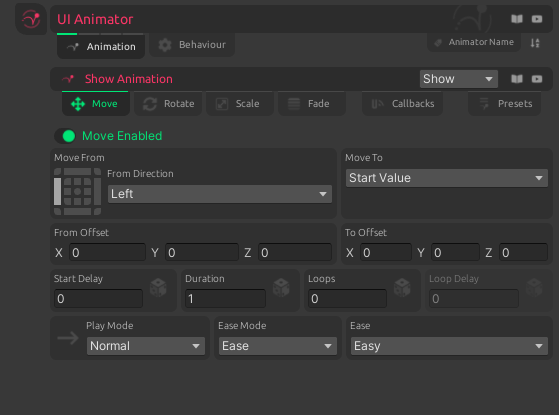 UI Animator
Animation Behaviour Animator Name
Show Animation Show
Move Rotate Scale Fade Callbacks Presets
Move Enabled
Move From Move To
From Direction Start Value
Left
From Offset To Offset
X 0 Y 0 Z 0 X 0 Y 0 Z 0
Start Delay Duration Loops Loop Delay
0 1 0 0
Play Mode Ease Mode Ease
Normal Ease Easy